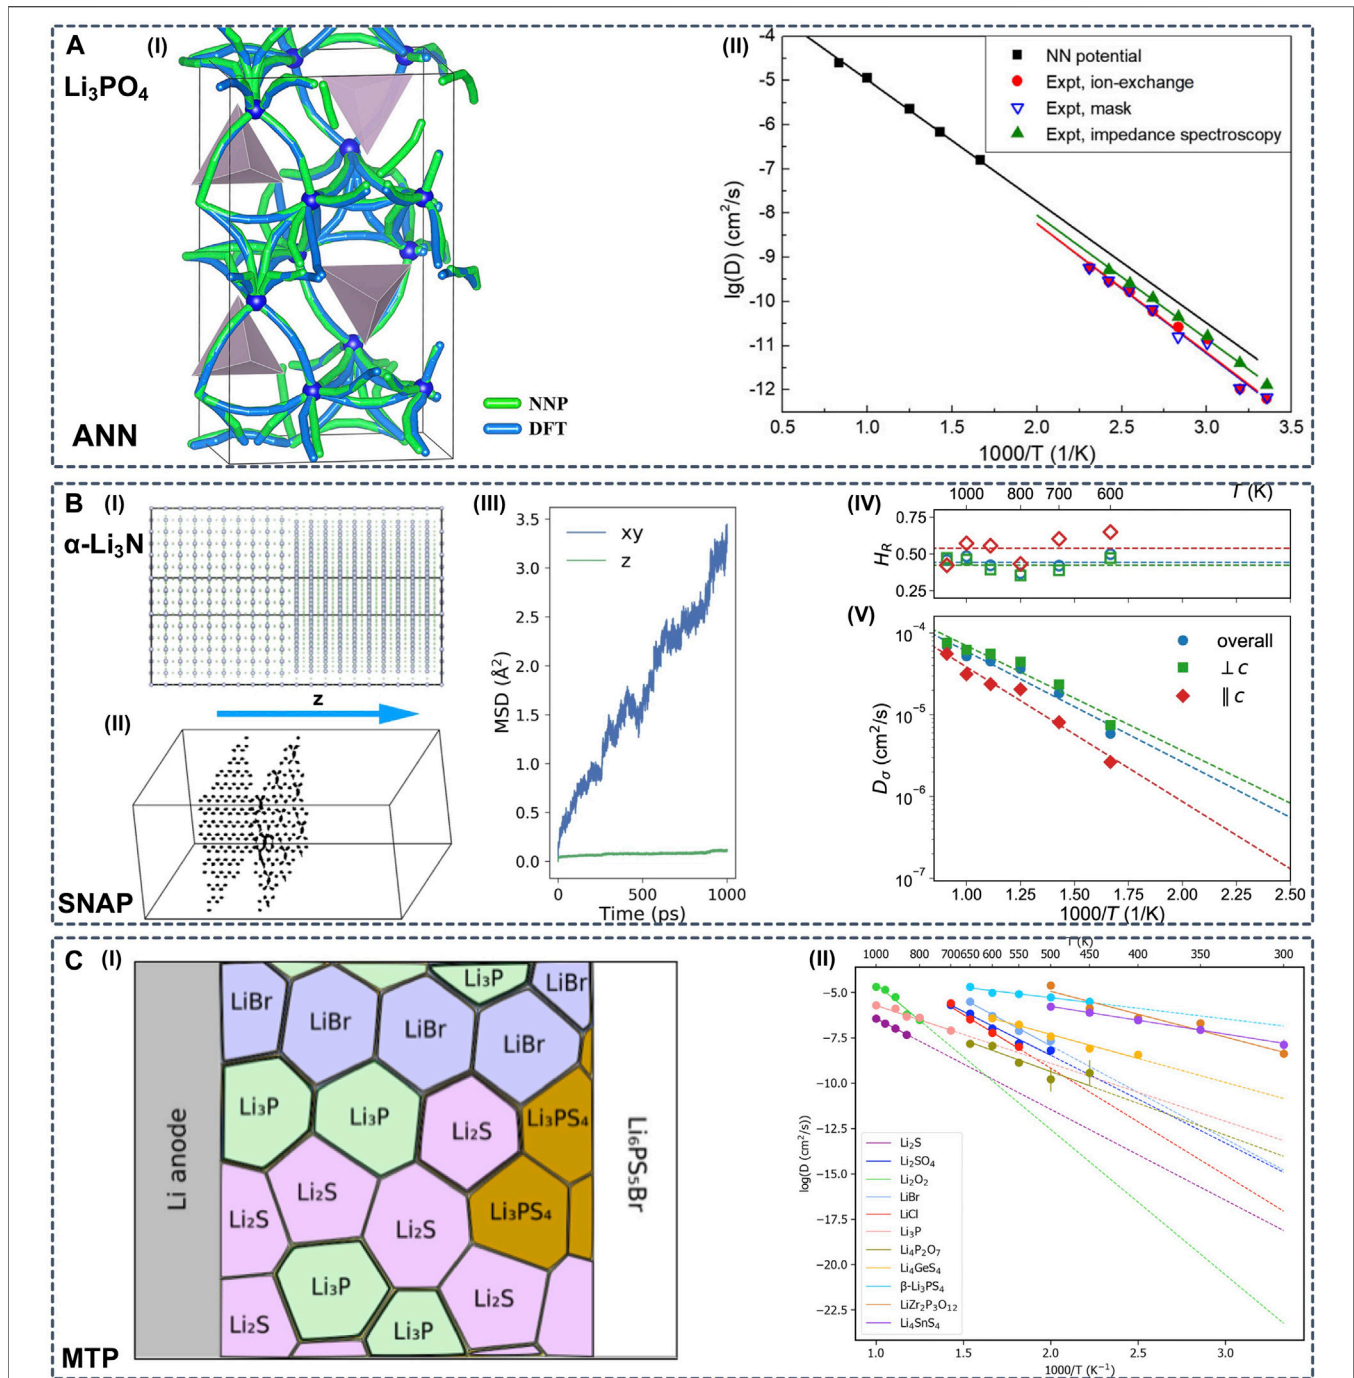 A
(I)
Li₃PO₄
ANN
NNP
DFT
(II)
NN potential
Expt, ion-exchange
Expt, mask
Expt, impedance spectroscopy
lg(D) (cm²/s)
-4
-5
-6
-7
-8
-9
-10
-11
-12
0.5 1.0 1.5 2.0 2.5 3.0 3.5
1000/T (1/K)
B
(I)
α-Li₃N
z
(II)
SNAP
(III)
xy
z
MSD (Å²)
3.5
3.0
2.5
2.0
1.5
1.0
0.5
0.0
0 500 1000
Time (ps)
(IV)
1000 800 700 600 T (K)
H_R
0.75
0.50
0.25
(V)
overall
⊥ c
∥ c
D_σ (cm²/s)
10⁻⁴
10⁻⁵
10⁻⁶
10⁻⁷
1.00 1.25 1.50 1.75 2.00 2.25 2.50
1000/T (1/K)
C
(I)
Li anode
Li₃P
LiBr
LiBr
LiBr
LiBr
LiBr
Li₃P
Li₃P
Li₂S
Li₃PS₄
Li₂S
Li₂S
Li₂S
Li₃PS₄
Li₃P
Li₂S
Li₂S
Li₃P
Li₆PS₅Br
MTP
(II)
T (K)
1000 800 700 650 600 550 500 450 400 350 300
log(D (cm²/s))
−5.0
−7.5
−10.0
−12.5
−15.0
−17.5
−20.0
−22.5
Li₂S
Li₂SO₄
Li₂O₂
LiBr
LiCl
Li₃P
Li₄P₂O₇
Li₄GeS₄
β-Li₃PS₄
LiZr₂P₃O₁₂
Li₄SnS₄
1.0 1.5 2.0 2.5 3.0
1000/T (K⁻¹)